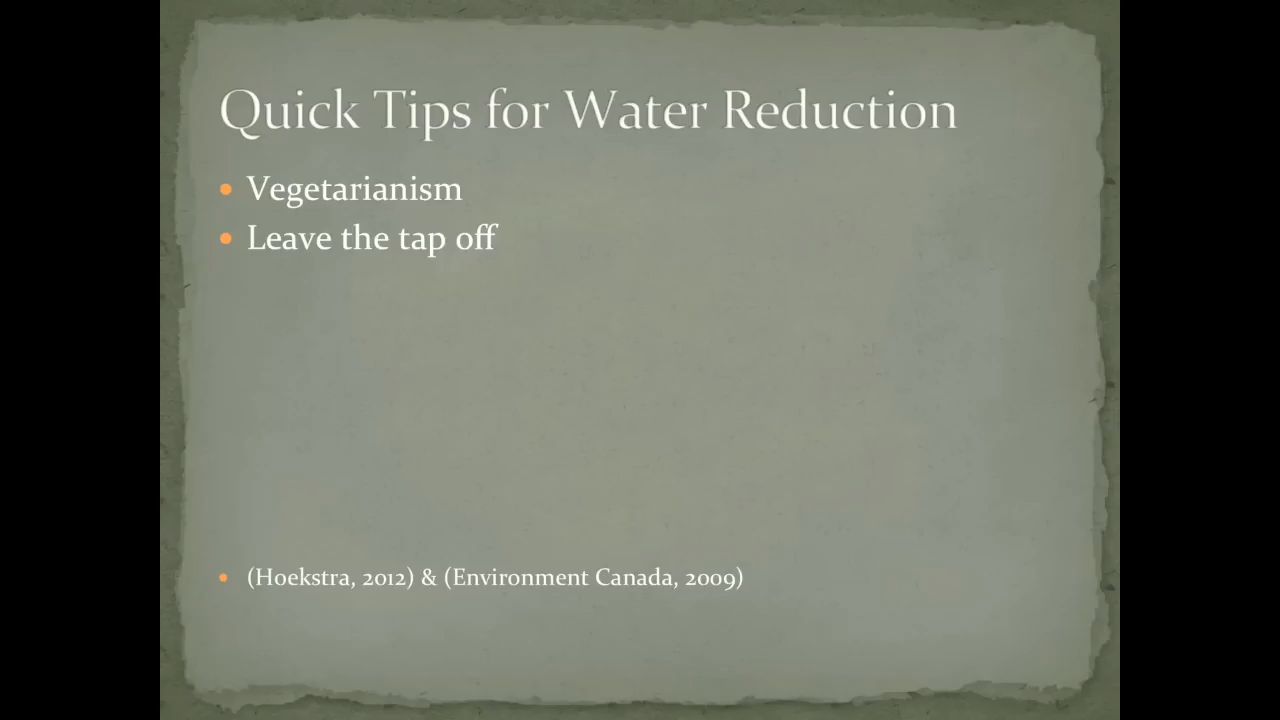 Quick Tips for Water Reduction
• Vegetarianism
• Leave the tap off
• (Hoekstra, 2012) & (Environment Canada, 2009)